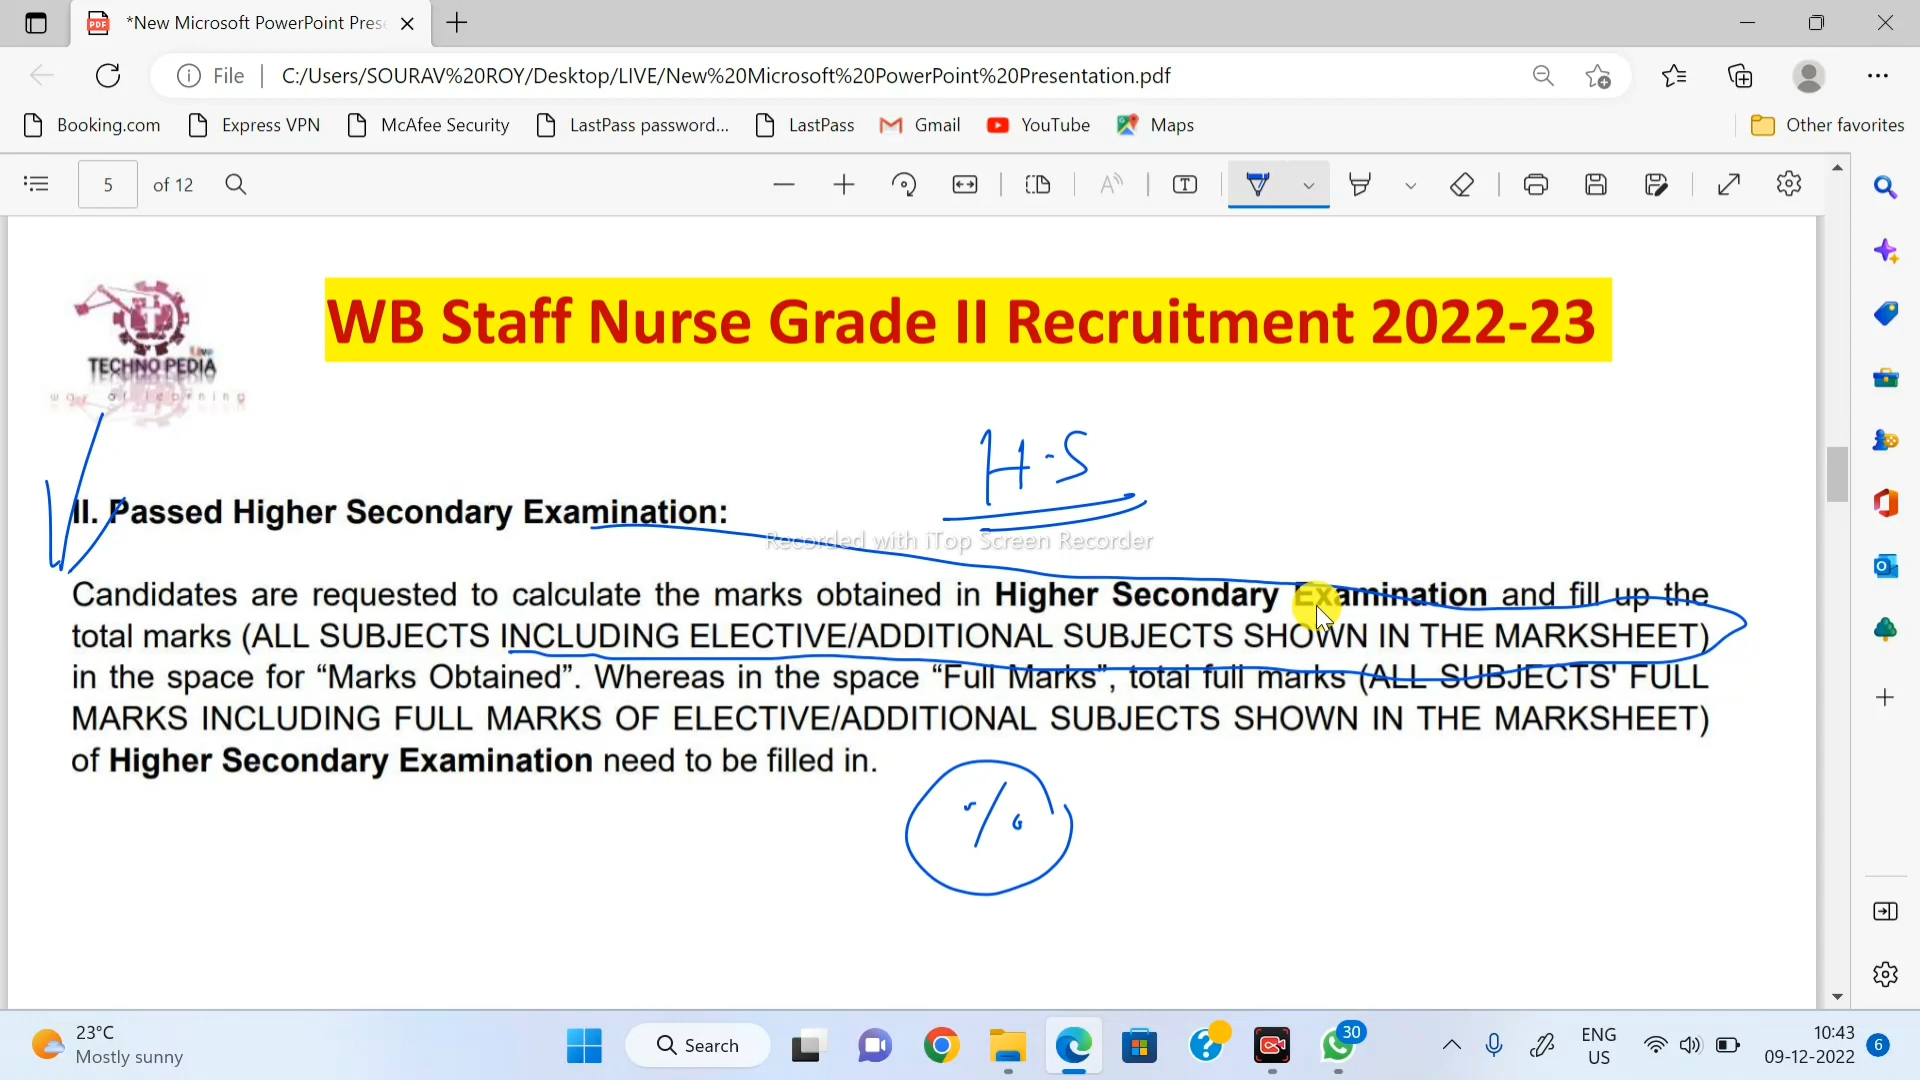 *New Microsoft PowerPoint Pres
File
C:/Users/SOURAV%20ROY/Desktop/LIVE/New%20Microsoft%20PowerPoint%20Presentation.pdf
Booking.com
Express VPN
McAfee Security
LastPass password...
LastPass
Gmail
YouTube
Maps
Other favorites
5 of 12
WB Staff Nurse Grade II Recruitment 2022-23
Live
TECHNO PEDIA
way of learning
H-S
II. Passed Higher Secondary Examination:
Recorded with iTop Screen Recorder
Candidates are requested to calculate the marks obtained in Higher Secondary Examination and fill up the
total marks (ALL SUBJECTS INCLUDING ELECTIVE/ADDITIONAL SUBJECTS SHOWN IN THE MARKSHEET)
in the space for “Marks Obtained”. Whereas in the space “Full Marks”, total full marks (ALL SUBJECTS' FULL
MARKS INCLUDING FULL MARKS OF ELECTIVE/ADDITIONAL SUBJECTS SHOWN IN THE MARKSHEET)
of Higher Secondary Examination need to be filled in.
%
23°C
Mostly sunny
Search
30
ENG
US
10:43
09-12-2022
6